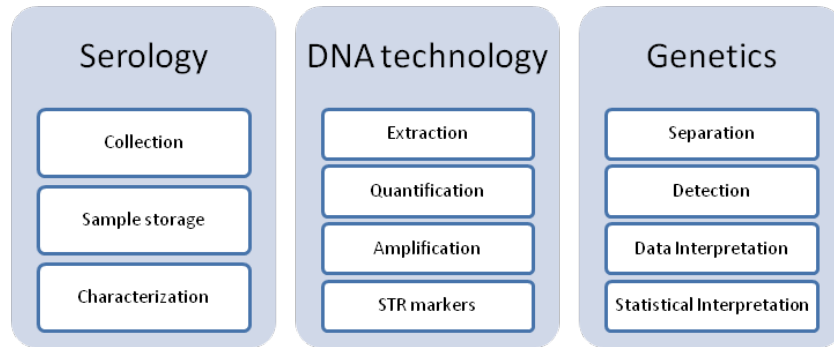 Serology
Collection
Sample storage
Characterization
DNA technology
Extraction
Quantification
Amplification
STR markers
Genetics
Separation
Detection
Data Interpretation
Statistical Interpretation